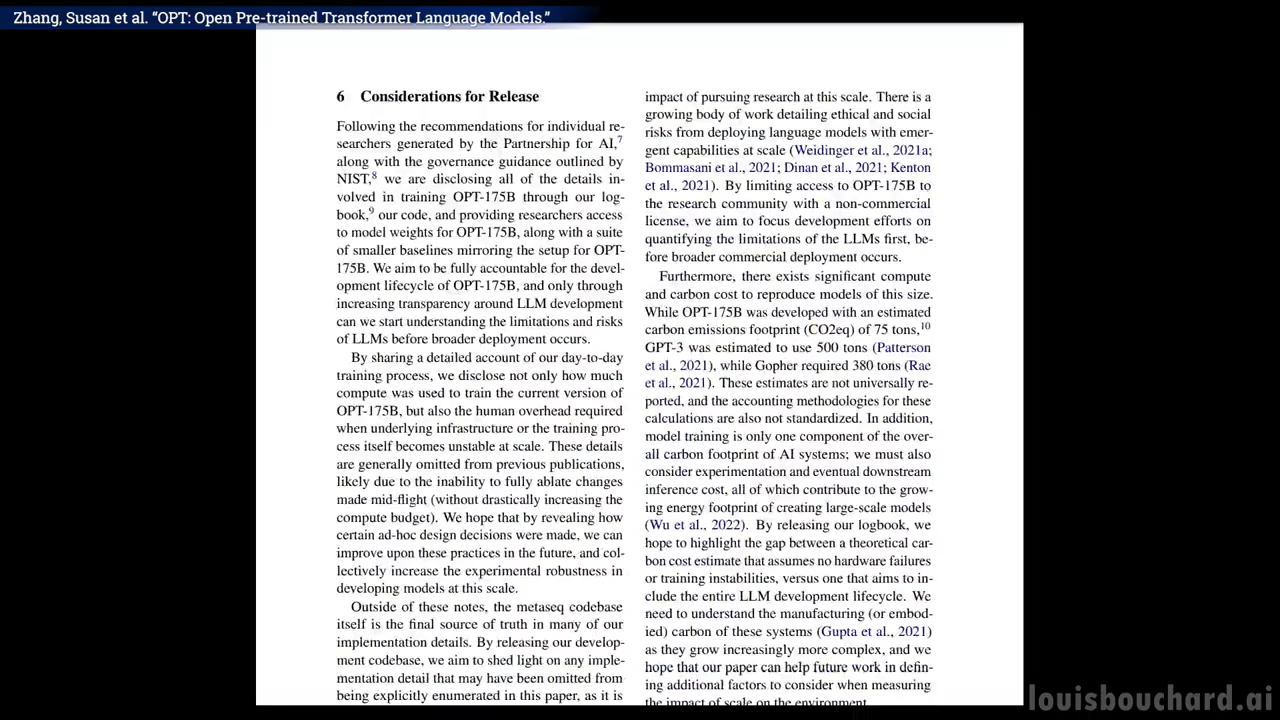 Zhang, Susan et al. “OPT: Open Pre-trained Transformer Language Models.”
6 Considerations for Release
Following the recommendations for individual re-
searchers generated by the Partnership for AI,7
along with the governance guidance outlined by
NIST,8 we are disclosing all of the details in-
volved in training OPT-175B through our log-
book,9 our code, and providing researchers access
to model weights for OPT-175B, along with a suite
of smaller baselines mirroring the setup for OPT-
175B. We aim to be fully accountable for the devel-
opment lifecycle of OPT-175B, and only through
increasing transparency around LLM development
can we start understanding the limitations and risks
of LLMs before broader deployment occurs.
By sharing a detailed account of our day-to-day
training process, we disclose not only how much
compute was used to train the current version of
OPT-175B, but also the human overhead required
when underlying infrastructure or the training pro-
cess itself becomes unstable at scale. These details
are generally omitted from previous publications,
likely due to the inability to fully ablate changes
made mid-flight (without drastically increasing the
compute budget). We hope that by revealing how
certain ad-hoc design decisions were made, we can
improve upon these practices in the future, and col-
lectively increase the experimental robustness in
developing models at this scale.
Outside of these notes, the metaseq codebase
itself is the final source of truth in many of our
implementation details. By releasing our develop-
ment codebase, we aim to shed light on any imple-
mentation detail that may have been omitted from
being explicitly enumerated in this paper, as it is
impact of pursuing research at this scale. There is a
growing body of work detailing ethical and social
risks from deploying language models with emer-
gent capabilities at scale (Weidinger et al., 2021a;
Bommasani et al., 2021; Dinan et al., 2021; Kenton
et al., 2021). By limiting access to OPT-175B to
the research community with a non-commercial
license, we aim to focus development efforts on
quantifying the limitations of the LLMs first, be-
fore broader commercial deployment occurs.
Furthermore, there exists significant compute
and carbon cost to reproduce models of this size.
While OPT-175B was developed with an estimated
carbon emissions footprint (CO2eq) of 75 tons,10
GPT-3 was estimated to use 500 tons (Patterson
et al., 2021), while Gopher required 380 tons (Rae
et al., 2021). These estimates are not universally re-
ported, and the accounting methodologies for these
calculations are also not standardized. In addition,
model training is only one component of the over-
all carbon footprint of AI systems; we must also
consider experimentation and eventual downstream
inference cost, all of which contribute to the grow-
ing energy footprint of creating large-scale models
(Wu et al., 2022). By releasing our logbook, we
hope to highlight the gap between a theoretical car-
bon cost estimate that assumes no hardware failures
or training instabilities, versus one that aims to in-
clude the entire LLM development lifecycle. We
need to understand the manufacturing (or embod-
ied) carbon of these systems (Gupta et al., 2021)
as they grow increasingly more complex, and we
hope that our paper can help future work in defin-
ing additional factors to consider when measuring
the impact of scale on the environment.
louisbouchard.ai